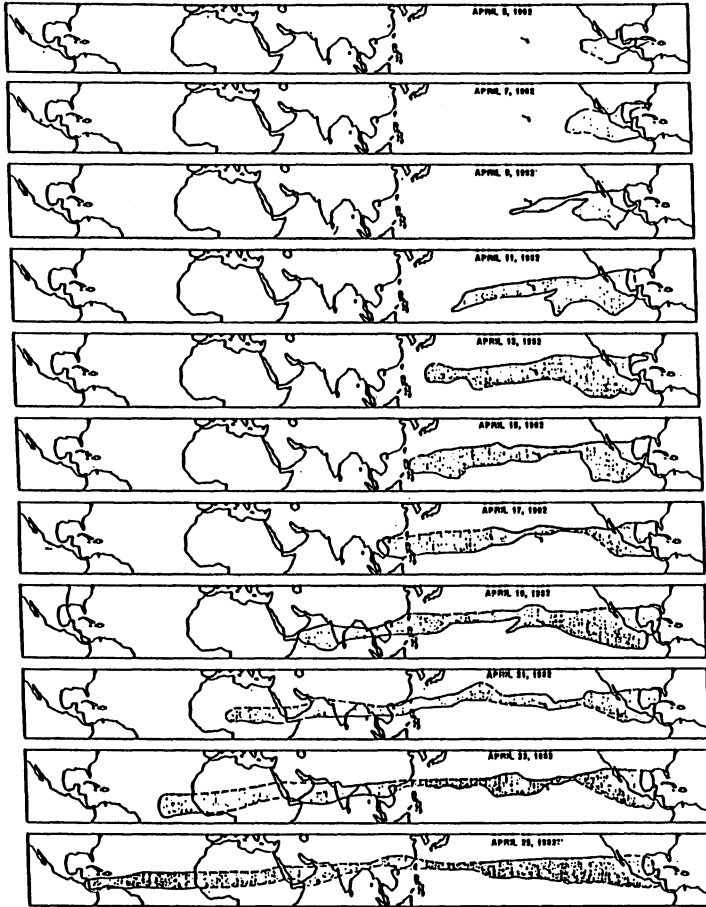 APRIL 5, 1982
APRIL 7, 1982
APRIL 9, 1982
APRIL 11, 1982
APRIL 13, 1982
APRIL 15, 1982
APRIL 17, 1982
APRIL 19, 1982
APRIL 21, 1982
APRIL 23, 1982
APRIL 25, 1982